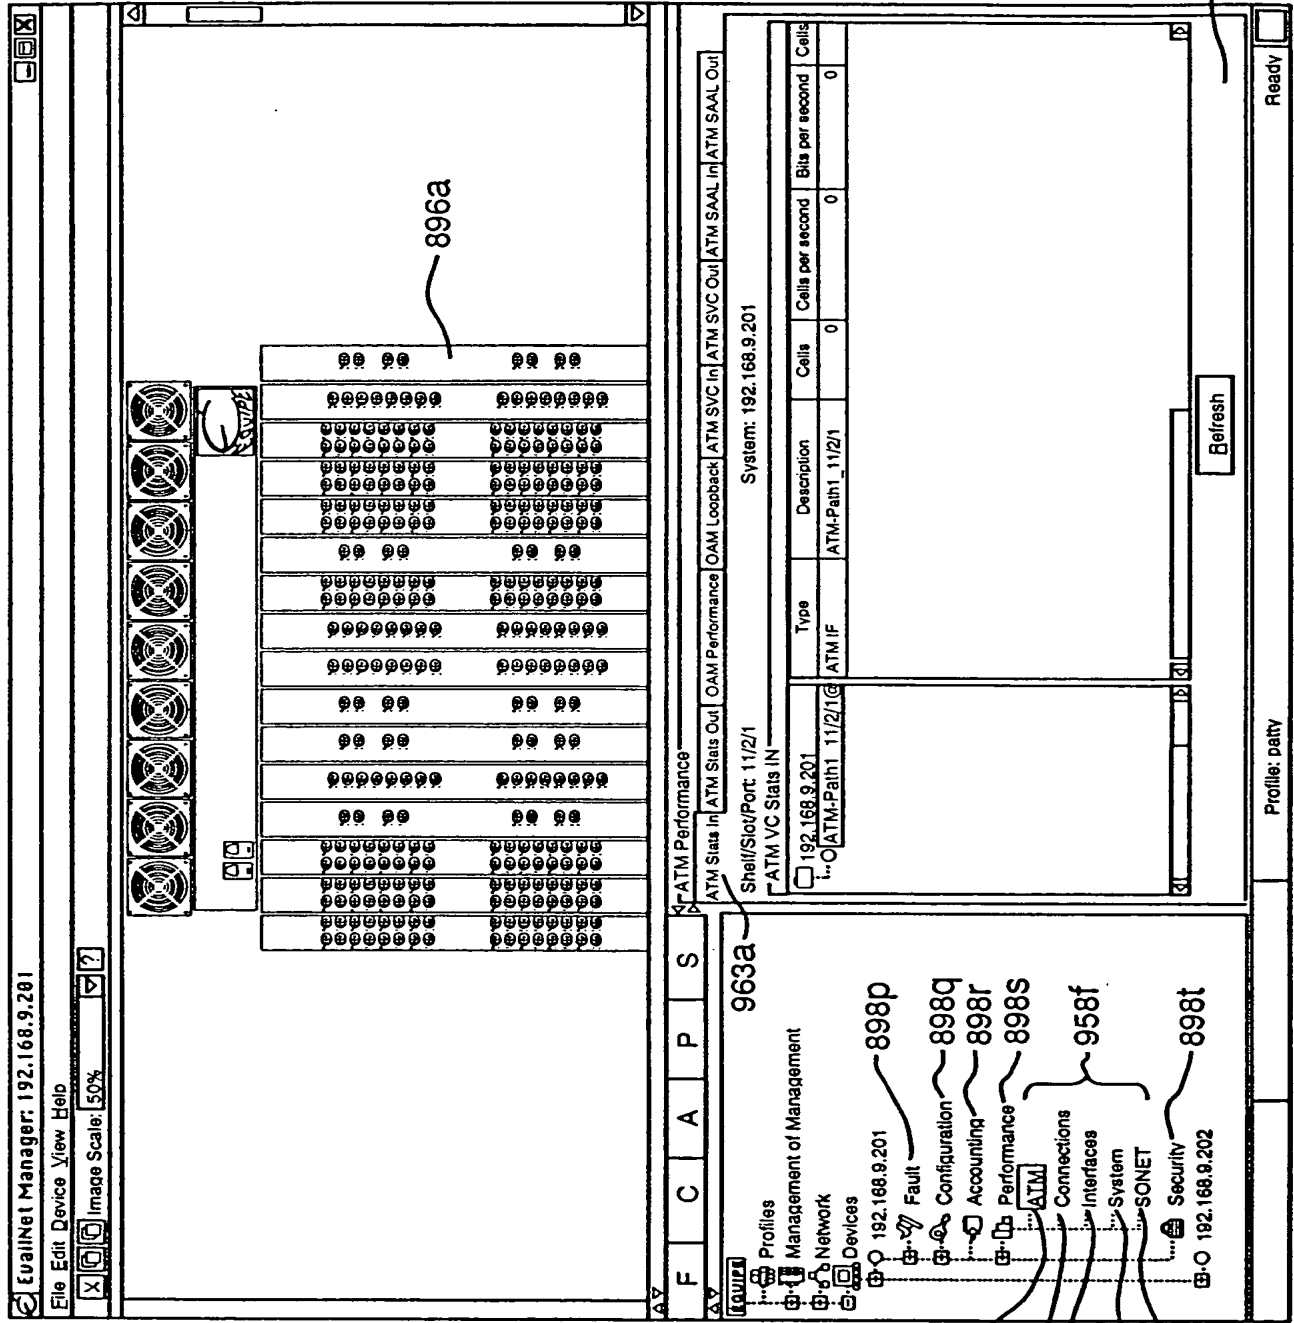 EuallNet Manager: 192.168.9.201
File Edit Device View Help
Image Scale: 50% ?
EQUIPE
896a
F C A P S
EQUIPE
Profiles
Management of Management
Network
Devices
192.168.9.201
Fault
Configuration
Accounting
Performance
ATM
Connections
Interfaces
System
SONET
Security
192.168.9.202
963a
898p
898q
898r
898s
958f
898t
ATM Performance
ATM Stats In ATM Stats Out OAM Performance OAM Loopback ATM SVC In ATM SVC Out ATM SAAL In ATM SAAL Out
Shelf/Slot/Port: 11/2/1 System: 192.168.9.201
ATM VC Stats IN
192.168.9.201
ATM-Path1 11/2/1@
Type Description Cells Cells per second Bits per second Cells
ATM IF ATM-Path1_11/2/1 0 0 0
Refresh
Profile: patty Ready